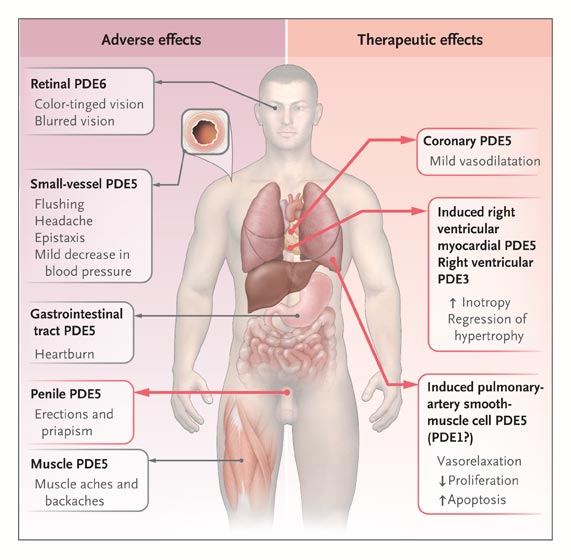 Adverse effects
Therapeutic effects
Retinal PDE6
Color-tinged vision
Blurred vision
Small-vessel PDE5
Flushing
Headache
Epistaxis
Mild decrease in
blood pressure
Gastrointestinal
tract PDE5
Heartburn
Penile PDE5
Erections and
priapism
Muscle PDE5
Muscle aches and
backaches
Coronary PDE5
Mild vasodilatation
Induced right
ventricular
myocardial PDE5
Right ventricular
PDE3
↑ Inotropy
Regression of
hypertrophy
Induced pulmonary-
artery smooth-
muscle cell PDE5
(PDE1?)
Vasorelaxation
↓Proliferation
↑Apoptosis